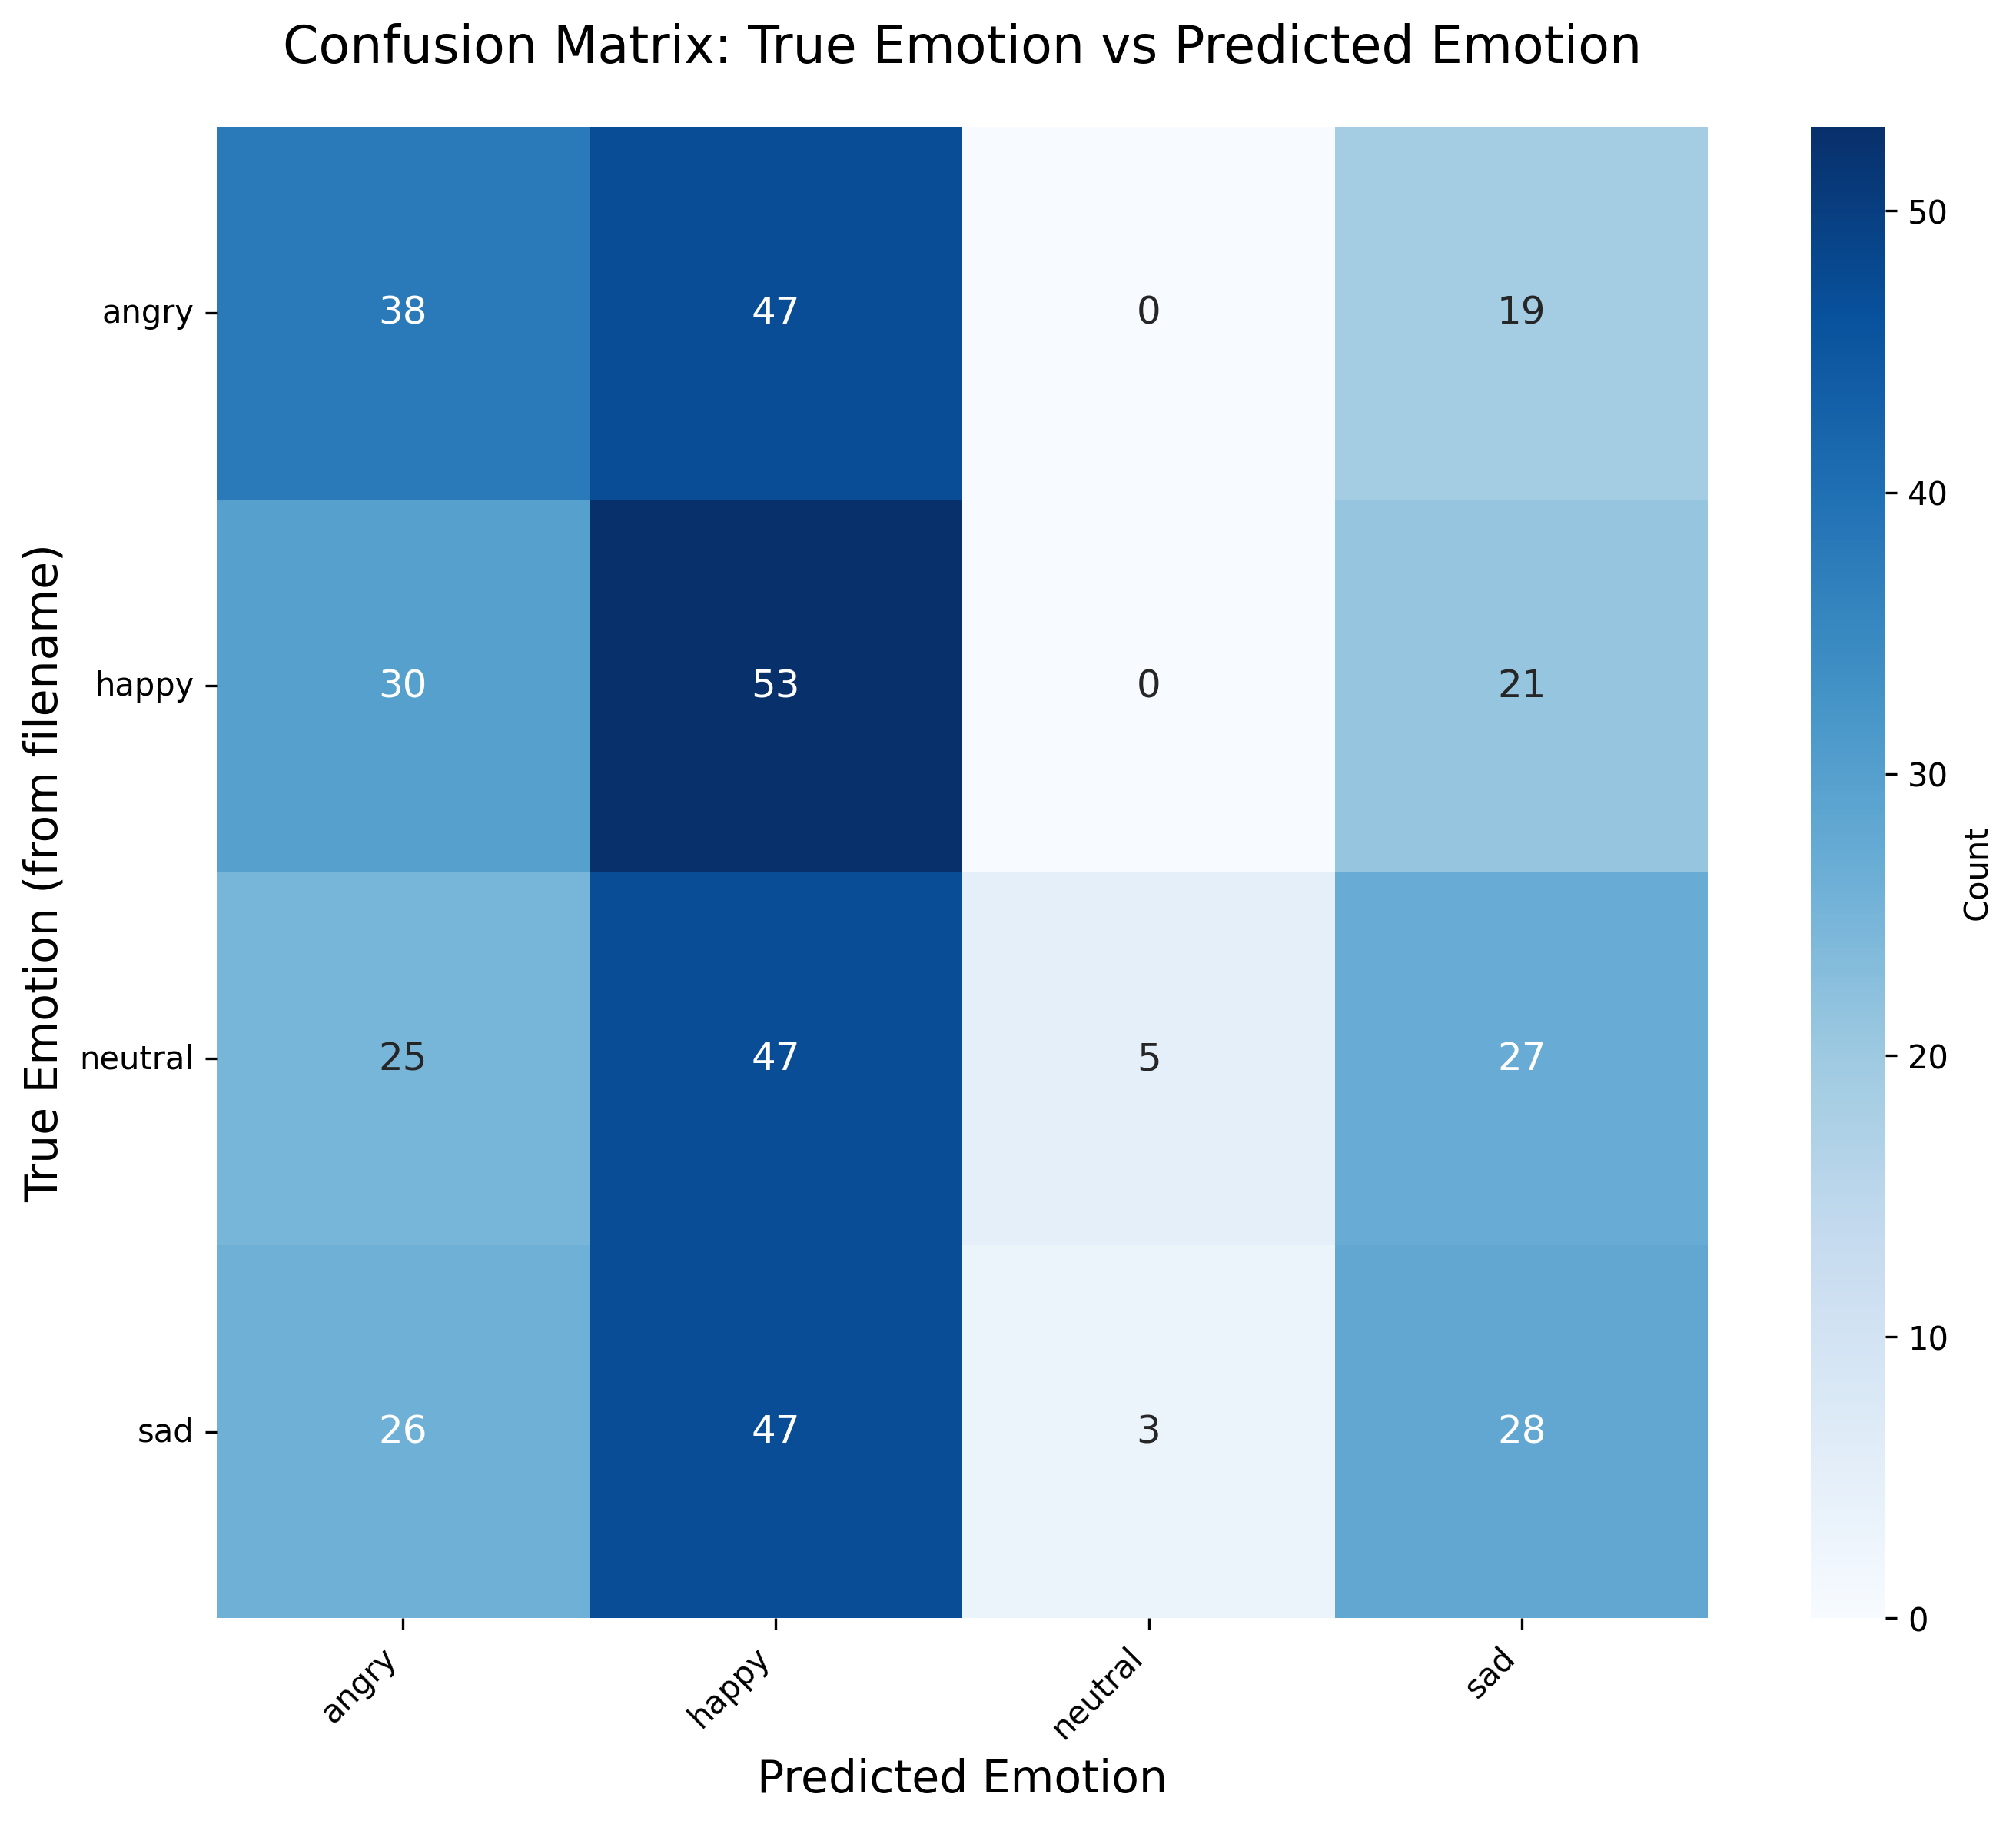 Confusion Matrix: True Emotion vs Predicted Emotion
True Emotion (from filename)
angry 38 47 0 19
happy 30 53 0 21
neutral 25 47 5 27
sad 26 47 3 28
angry happy neutral sad
Predicted Emotion
50
40
30
20
10
0
Count